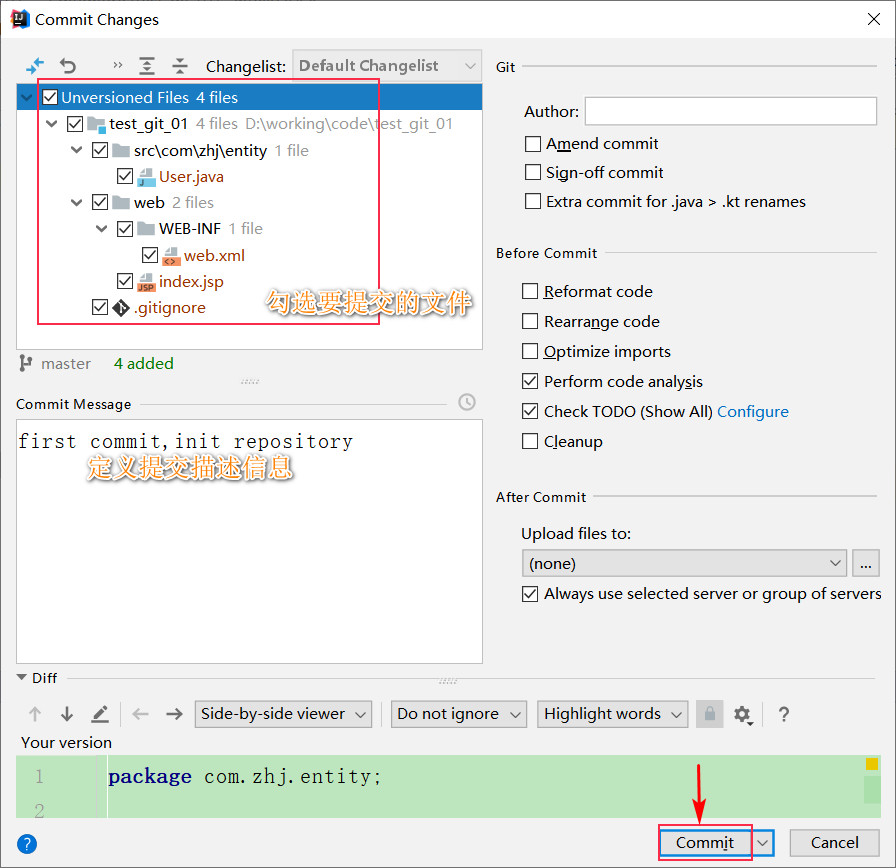 Commit Changes
Changelist: Default Changelist
Unversioned Files 4 files
test_git_01 4 files D:\working\code\test_git_01
src\com\zhj\entity 1 file
User.java
web 2 files
WEB-INF 1 file
web.xml
index.jsp
.gitignore
勾选要提交的文件
master 4 added
Commit Message
first commit,init repository
定义提交描述信息
Git
Author:
Amend commit
Sign-off commit
Extra commit for .java > .kt renames
Before Commit
Reformat code
Rearrange code
Optimize imports
Perform code analysis
Check TODO (Show All) Configure
Cleanup
After Commit
Upload files to:
(none) ...
Always use selected server or group of servers
Diff
Side-by-side viewer Do not ignore Highlight words ?
Your version
1 package com.zhj.entity;
2
? Commit Cancel